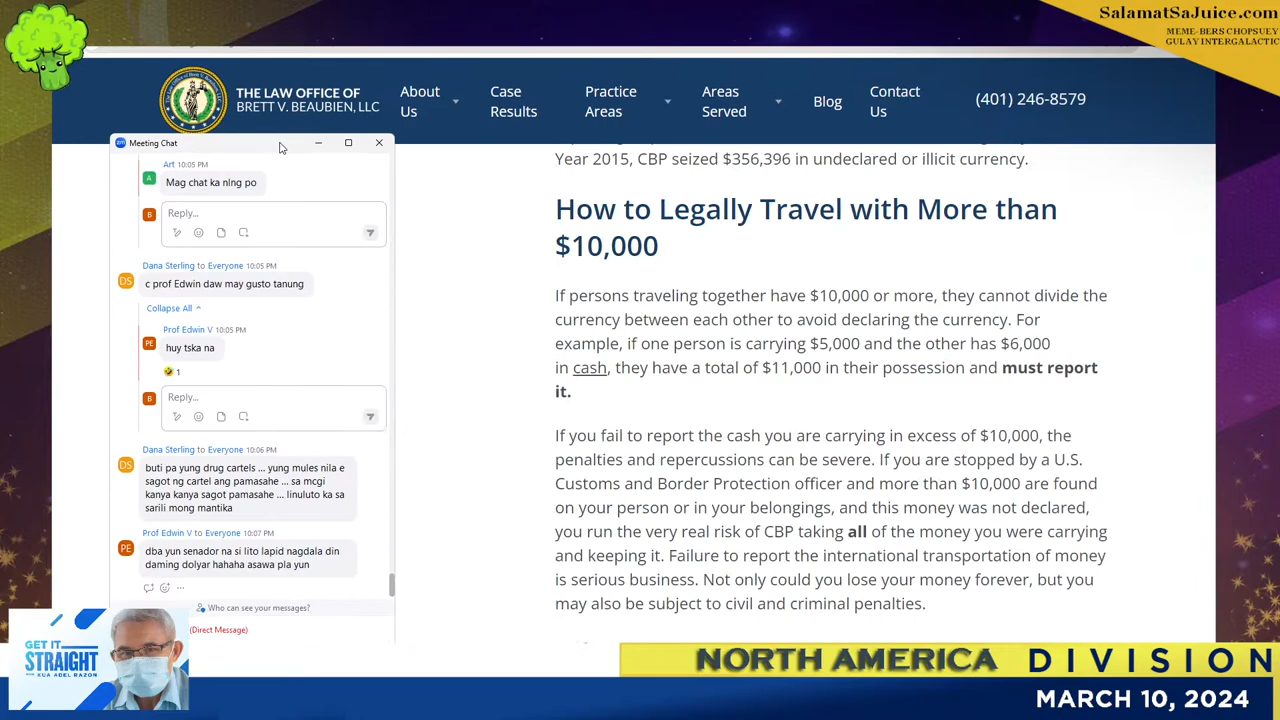 SalamatSaJuice.com
MEME-BERS CHOPSUEY
GULAY INTERGALACTIC
THE LAW OFFICE OF
BRETT V. BEAUBIEN, LLC
About
Us
Case
Results
Practice
Areas
Areas
Served
Blog
Contact
Us
(401) 246-8579
Meeting Chat
Art 10:05 PM
A
Mag chat ka ning po
B
Reply...
Dana Sterling to Everyone 10:05 PM
DS
c prof Edwin daw may gusto tanung
Collapse All
Prof Edwin V 10:05 PM
PE
huy tska na
1
B
Reply...
Dana Sterling to Everyone 10:06 PM
DS
buti pa yung drug cartels ... yung mules nila e
sagot ng cartel ang pamasahe ... sa mcgi
kanya kanya sagot pamasahe ... linuluto ka sa
sarili mong mantika
Prof Edwin V to Everyone 10:07 PM
PE
dba yun senador na si lito lapid nagdala din
daming dolyar hahaha asawa pla yun
Who can see your messages?
(Direct Message)
Year 2015, CBP seized $356,396 in undeclared or illicit currency.
How to Legally Travel with More than
$10,000
If persons traveling together have $10,000 or more, they cannot divide the
currency between each other to avoid declaring the currency. For
example, if one person is carrying $5,000 and the other has $6,000
in cash, they have a total of $11,000 in their possession and must report
it.
If you fail to report the cash you are carrying in excess of $10,000, the
penalties and repercussions can be severe. If you are stopped by a U.S.
Customs and Border Protection officer and more than $10,000 are found
on your person or in your belongings, and this money was not declared,
you run the very real risk of CBP taking all of the money you were carrying
and keeping it. Failure to report the international transportation of money
is serious business. Not only could you lose your money forever, but you
may also be subject to civil and criminal penalties.
GET IT
STRAIGHT
WITH KUA ADEL RAZON
NORTH AMERICA DIVISION
MARCH 10, 2024